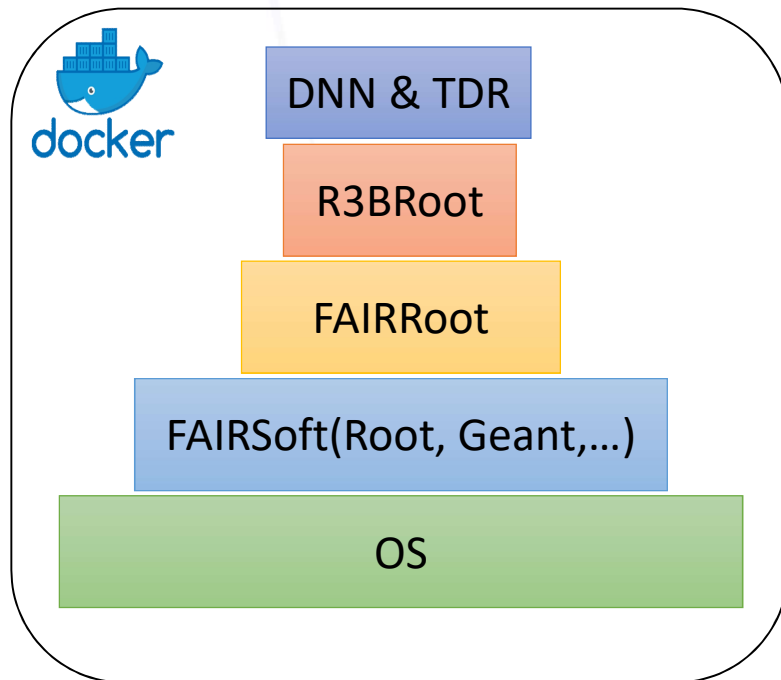 docker
DNN & TDR
R3BRoot
FAIRRoot
FAIRSoft(Root, Geant,...)
OS